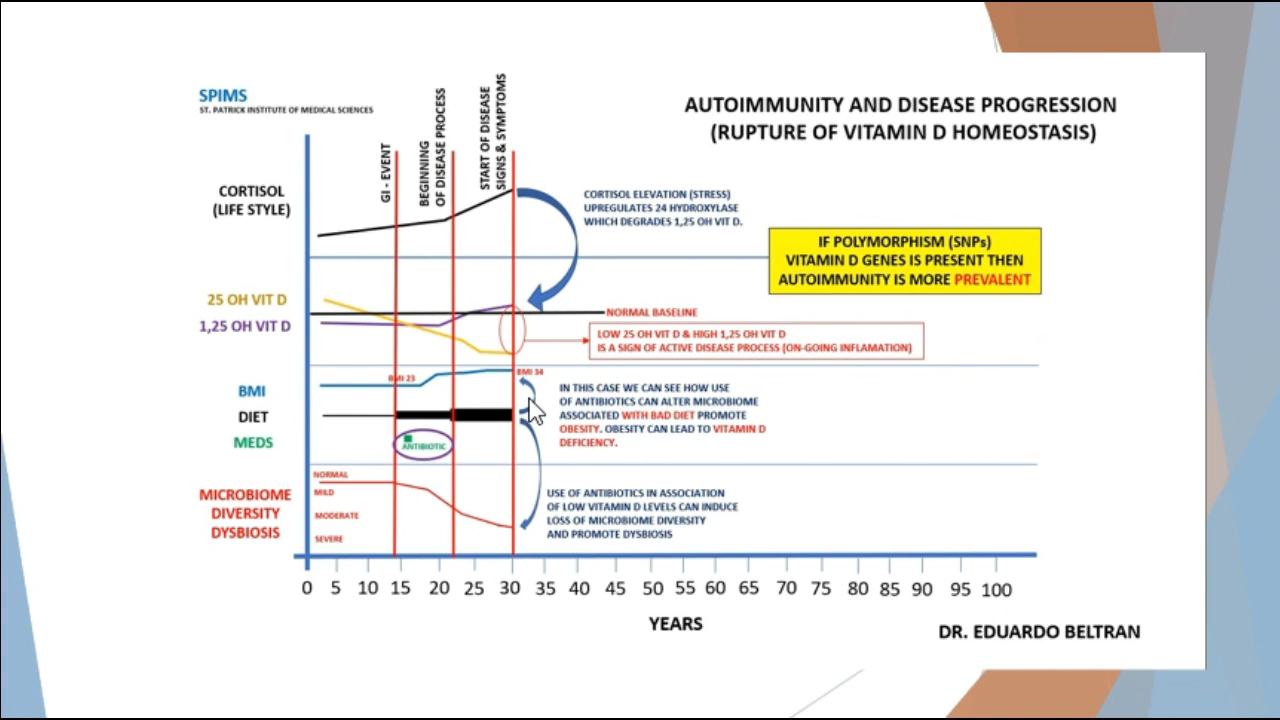 SPIMS
ST. PATRICK INSTITUTE OF MEDICAL SCIENCES
AUTOIMMUNITY AND DISEASE PROGRESSION
(RUPTURE OF VITAMIN D HOMEOSTASIS)
GI - EVENT
BEGINNING
OF DISEASE PROCESS
START OF DISEASE
SIGNS & SYMPTOMS
CORTISOL
(LIFE STYLE)
CORTISOL ELEVATION (STRESS)
UPREGULATES 24 HYDROXYLASE
WHICH DEGRADES 1,25 OH VIT D.
IF POLYMORPHISM (SNPs)
VITAMIN D GENES IS PRESENT THEN
AUTOIMMUNITY IS MORE PREVALENT
25 OH VIT D
1,25 OH VIT D
NORMAL BASELINE
LOW 25 OH VIT D & HIGH 1,25 OH VIT D
IS A SIGN OF ACTIVE DISEASE PROCESS (ON-GOING INFLAMATION)
BMI
BMI 23
BMI 34
DIET
MEDS
ANTIBIOTIC
IN THIS CASE WE CAN SEE HOW USE
OF ANTIBIOTICS CAN ALTER MICROBIOME
ASSOCIATED WITH BAD DIET PROMOTE
OBESITY. OBESITY CAN LEAD TO VITAMIN D
DEFICIENCY.
MICROBIOME
DIVERSITY
DYSBIOSIS
NORMAL
MILD
MODERATE
SEVERE
USE OF ANTIBIOTICS IN ASSOCIATION
OF LOW VITAMIN D LEVELS CAN INDUCE
LOSS OF MICROBIOME DIVERSITY
AND PROMOTE DYSBIOSIS
0 5 10 15 20 25 30 35 40 45 50 55 60 65 70 75 80 85 90 95 100
YEARS
DR. EDUARDO BELTRAN